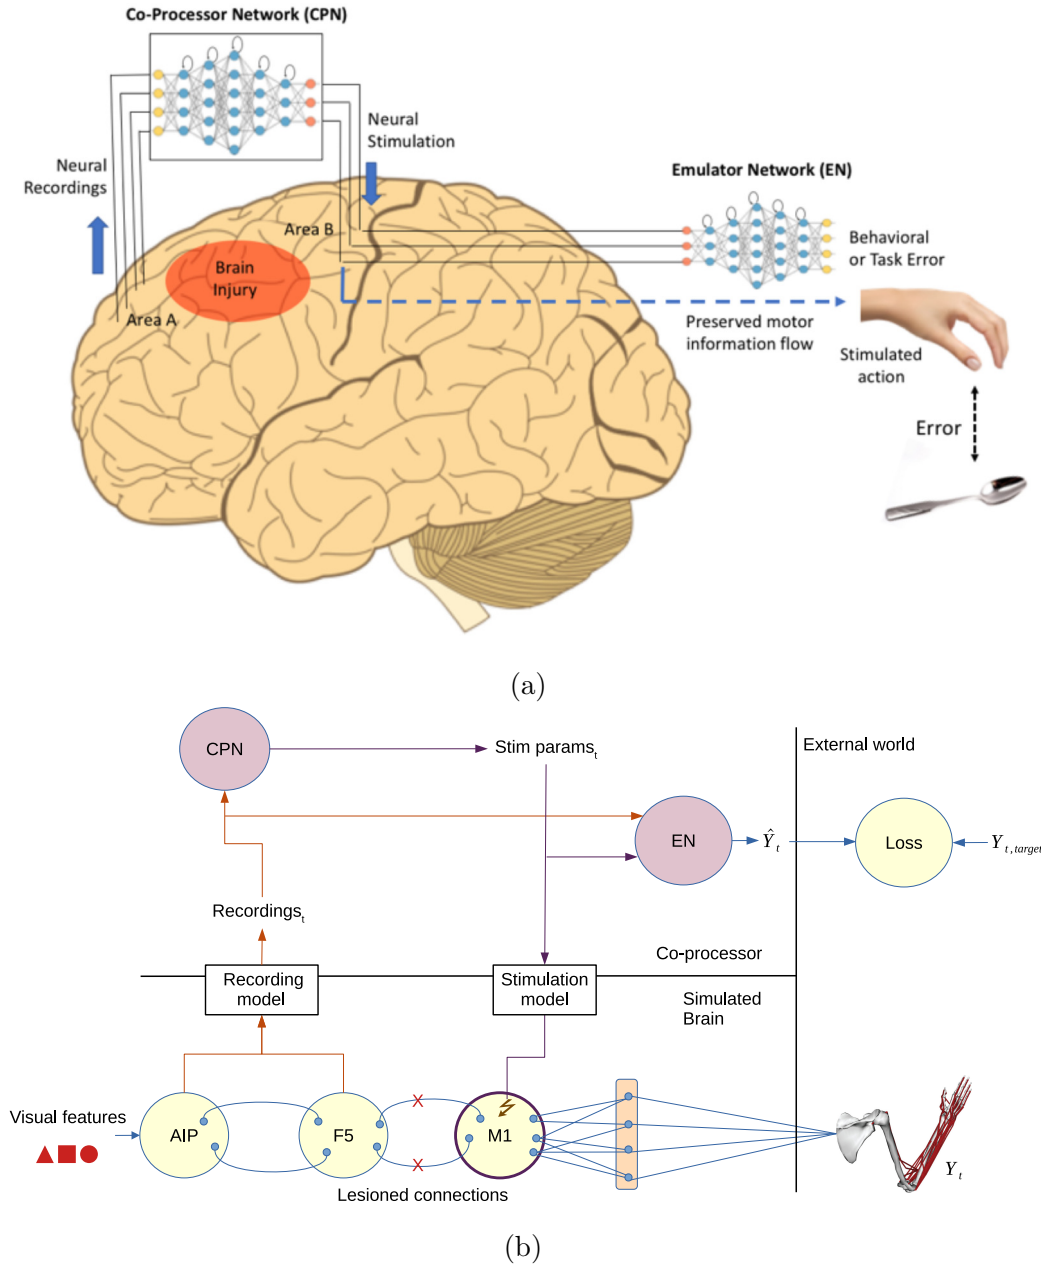 Co-Processor Network (CPN)
Neural
Recordings
Neural
Stimulation
Emulator Network (EN)
Area B
Brain
Injury
Area A
Behavioral
or Task Error
Preserved motor
information flow
Stimulated
action
Error
(a)
CPN
Stim params_t
External world
EN
Ŷ_t
Loss
Y_t,target
Recordings_t
Co-processor
Recording
model
Stimulation
model
Simulated
Brain
Visual features
AIP
F5
X
X
M1
Lesioned connections
Y_t
(b)